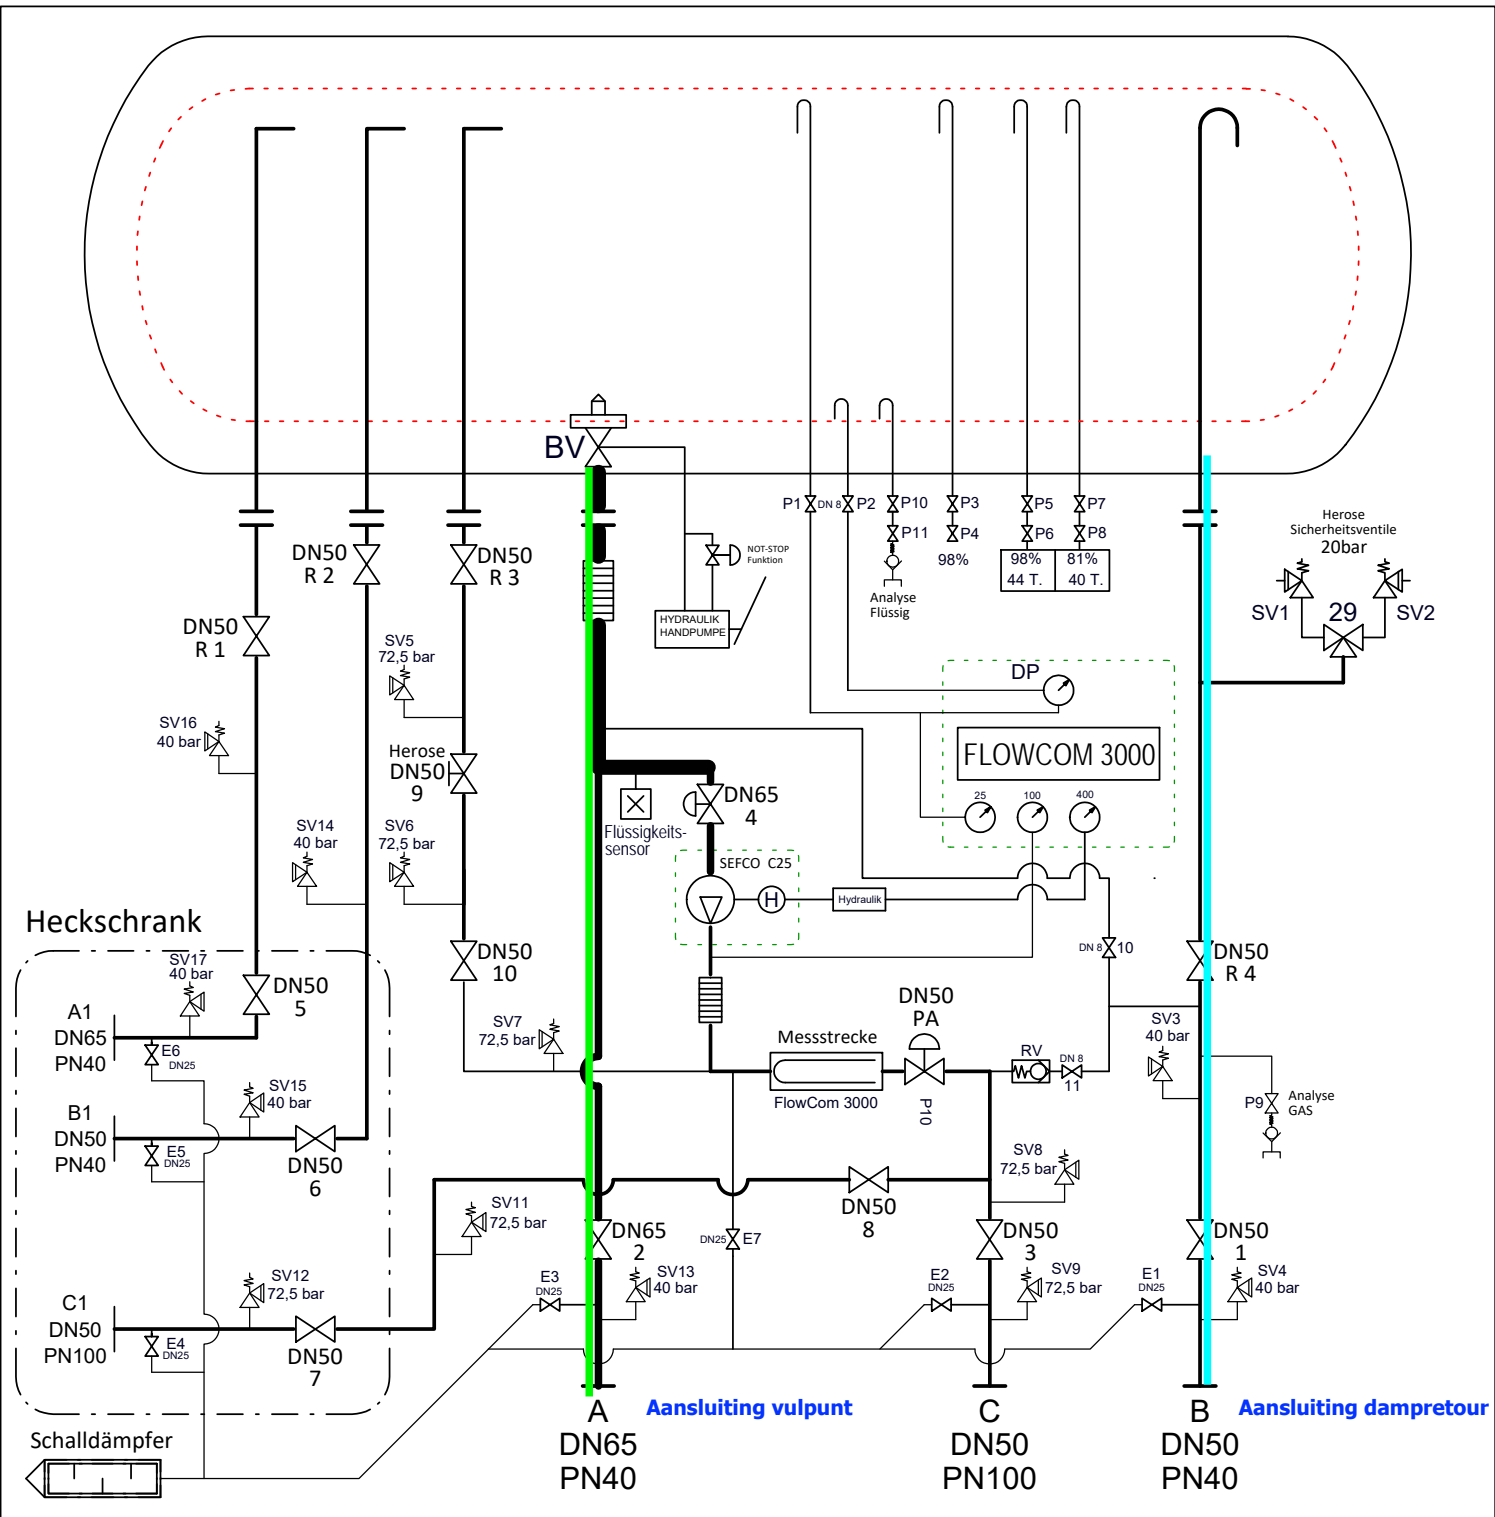 BV
P1
DN 8
P2
P10
P11
Analyse
Flüssig
P3
P4
98%
P5
P6
P7
P8
98%
44 T.
81%
40 T.
Herose
Sicherheitsventile
20bar
SV1
29
SV2
DN50
R 1
DN50
R 2
DN50
R 3
NOT-STOP
Funktion
HYDRAULIK
HANDPUMPE
SV5
72,5 bar
SV16
40 bar
Herose
DN50
9
SV14
40 bar
SV6
72,5 bar
DP
FLOWCOM 3000
25
100
400
Flüssigkeits-
sensor
DN65
4
SEFCO C25
H
Hydraulik
Heckschrank
SV17
40 bar
DN50
5
DN50
10
DN 8
10
DN50
R 4
A1
DN65
PN40
E6
DN25
SV7
72,5 bar
DN50
PA
Messstrecke
FlowCom 3000
P10
RV
DN 8
11
SV3
40 bar
P9
Analyse
GAS
B1
DN50
PN40
SV15
40 bar
E5
DN25
DN50
6
SV11
72,5 bar
DN65
2
DN25
E7
DN50
8
SV8
72,5 bar
DN50
3
DN50
1
C1
DN50
PN100
SV12
72,5 bar
E4
DN25
DN50
7
E3
DN25
SV13
40 bar
E2
DN25
SV9
72,5 bar
E1
DN25
SV4
40 bar
Schalldämpfer
A
DN65
PN40
Aansluiting vulpunt
C
DN50
PN100
B
DN50
PN40
Aansluiting dampretour